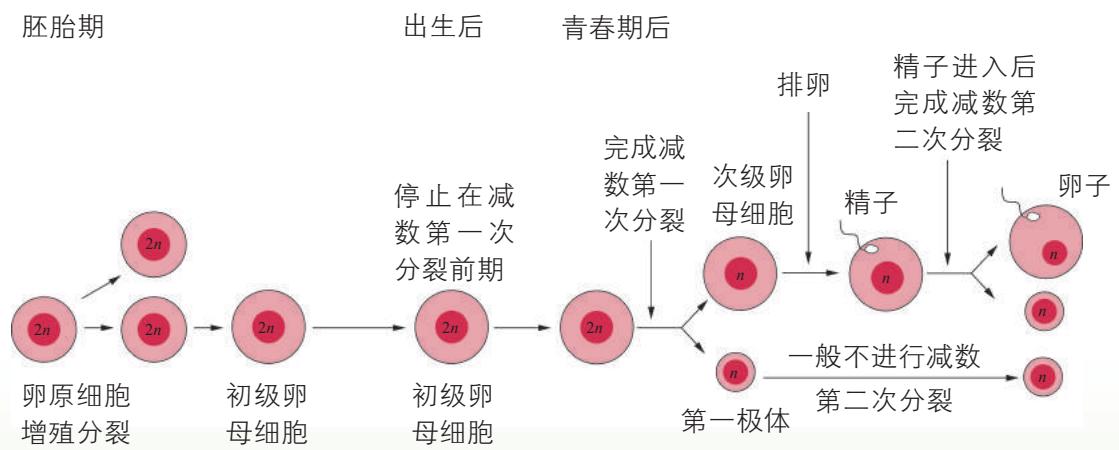 胚胎期
出生后
青春期后
排卵
精子进入后
完成减数第
二次分裂
完成减
数第一
次分裂
次级卵
母细胞
精子
卵子
停止在减
数第一次
分裂前期
2n
2n
2n
2n
2n
2n
n
n
n
n
n
n
一般不进行减数
第二次分裂
第一极体
卵原细胞
增殖分裂
初级卵
母细胞
初级卵
母细胞